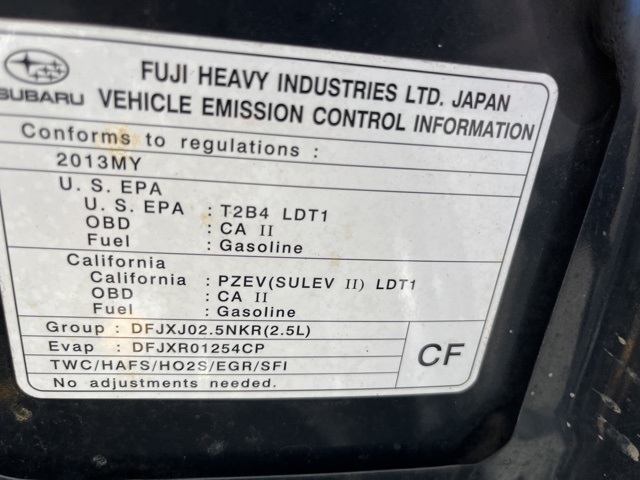 SUBARU
FUJI HEAVY INDUSTRIES LTD. JAPAN
VEHICLE EMISSION CONTROL INFORMATION
Conforms to regulations :
2013MY
U. S. EPA
U. S. EPA : T2B4 LDT1
OBD : CA II
Fuel : Gasoline
California
California : PZEV(SULEV II) LDT1
OBD : CA II
Fuel : Gasoline
Group : DFJXJ02.5NKR(2.5L)
Evap : DFJXR01254CP
TWC/HAFS/HO2S/EGR/SFI
No adjustments needed.
CF